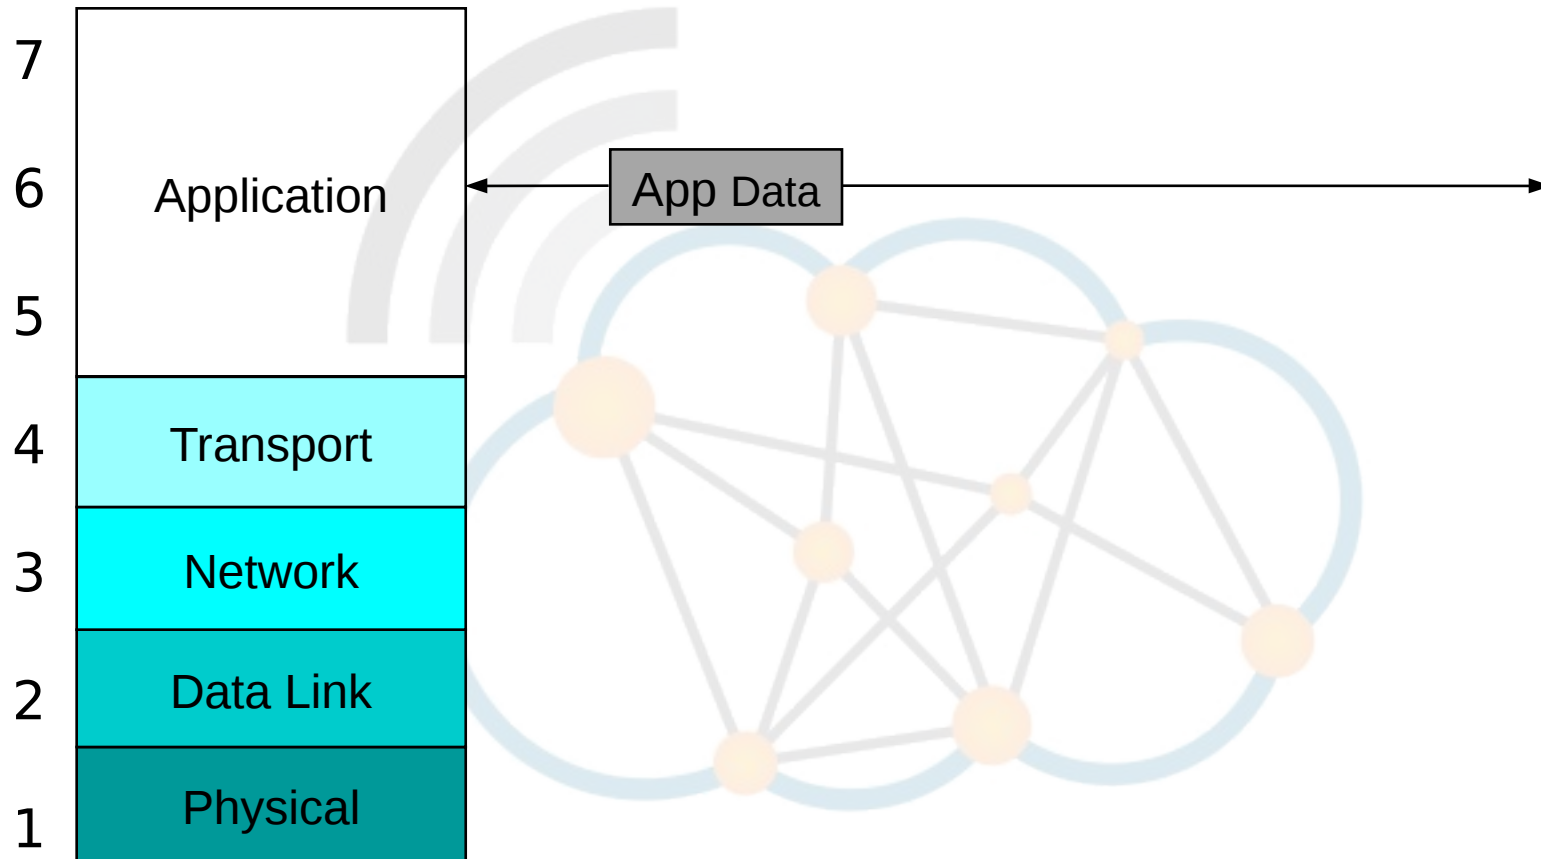 7
6
Application
App Data
5
4
Transport
3
Network
2
Data Link
1
Physical